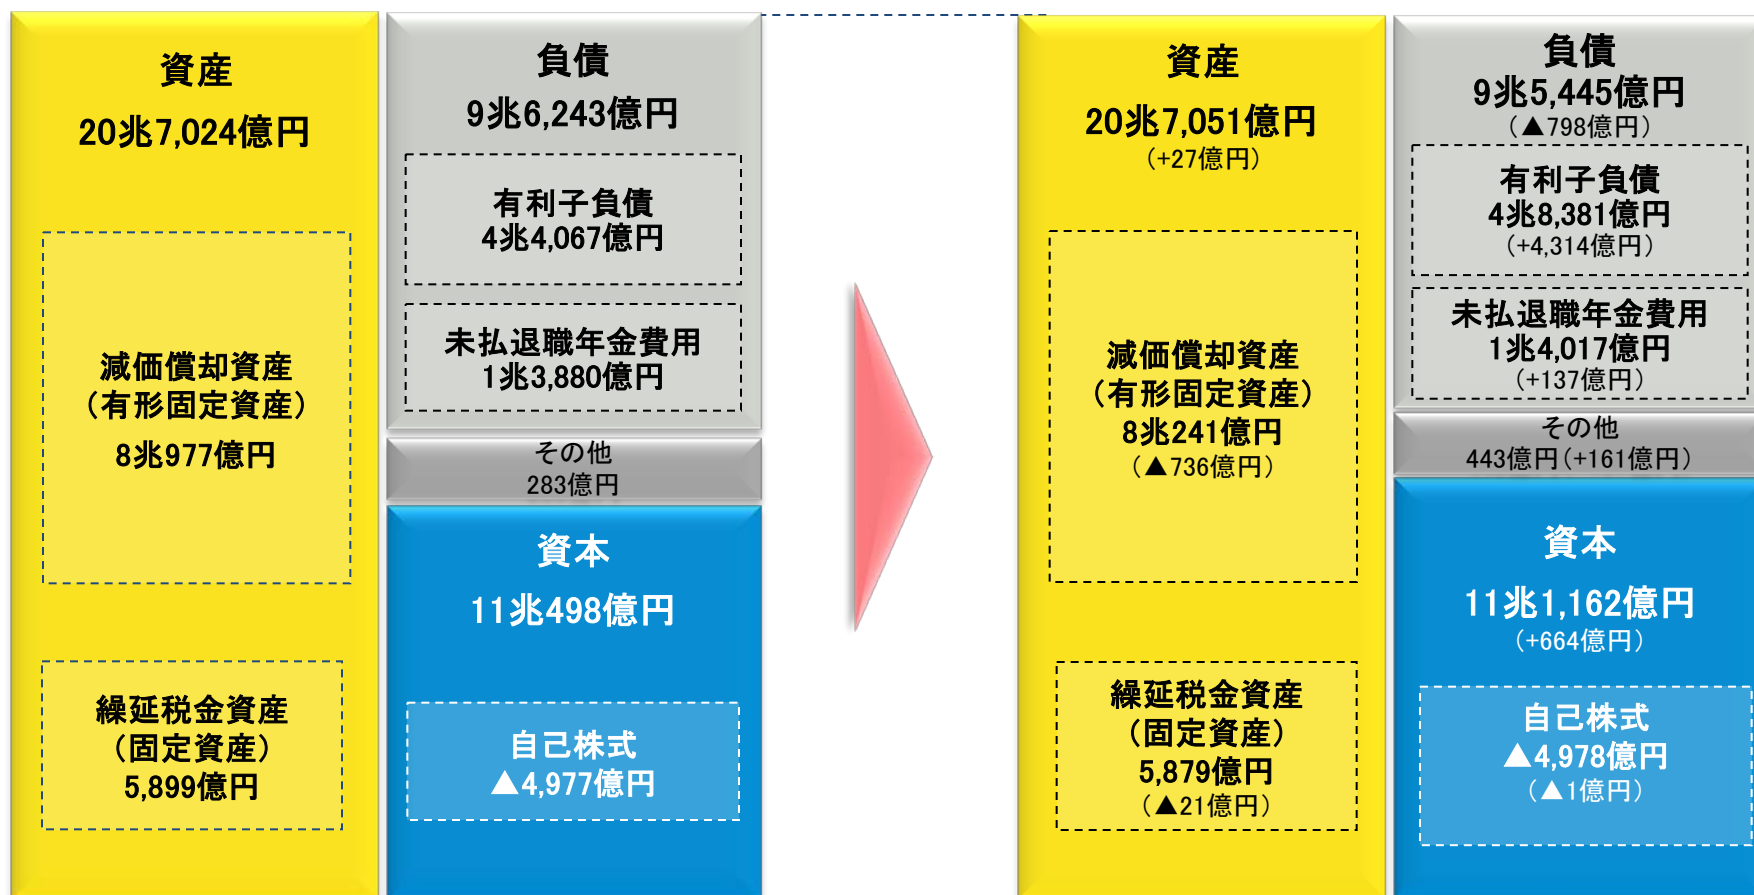 資産
20兆7,024億円
減価償却資産
(有形固定資産)
8兆977億円
繰延税金資産
(固定資産)
5,899億円
負債
9兆6,243億円
有利子負債
4兆4,067億円
未払退職年金費用
1兆3,880億円
その他
283億円
資本
11兆498億円
自己株式
▲4,977億円
資産
20兆7,051億円
(+27億円)
減価償却資産
(有形固定資産)
8兆241億円
(▲736億円)
繰延税金資産
(固定資産)
5,879億円
(▲21億円)
負債
9兆5,445億円
(▲798億円)
有利子負債
4兆8,381億円
(+4,314億円)
未払退職年金費用
1兆4,017億円
(+137億円)
その他
443億円(+161億円)
資本
11兆1,162億円
(+664億円)
自己株式
▲4,978億円
(▲1億円)